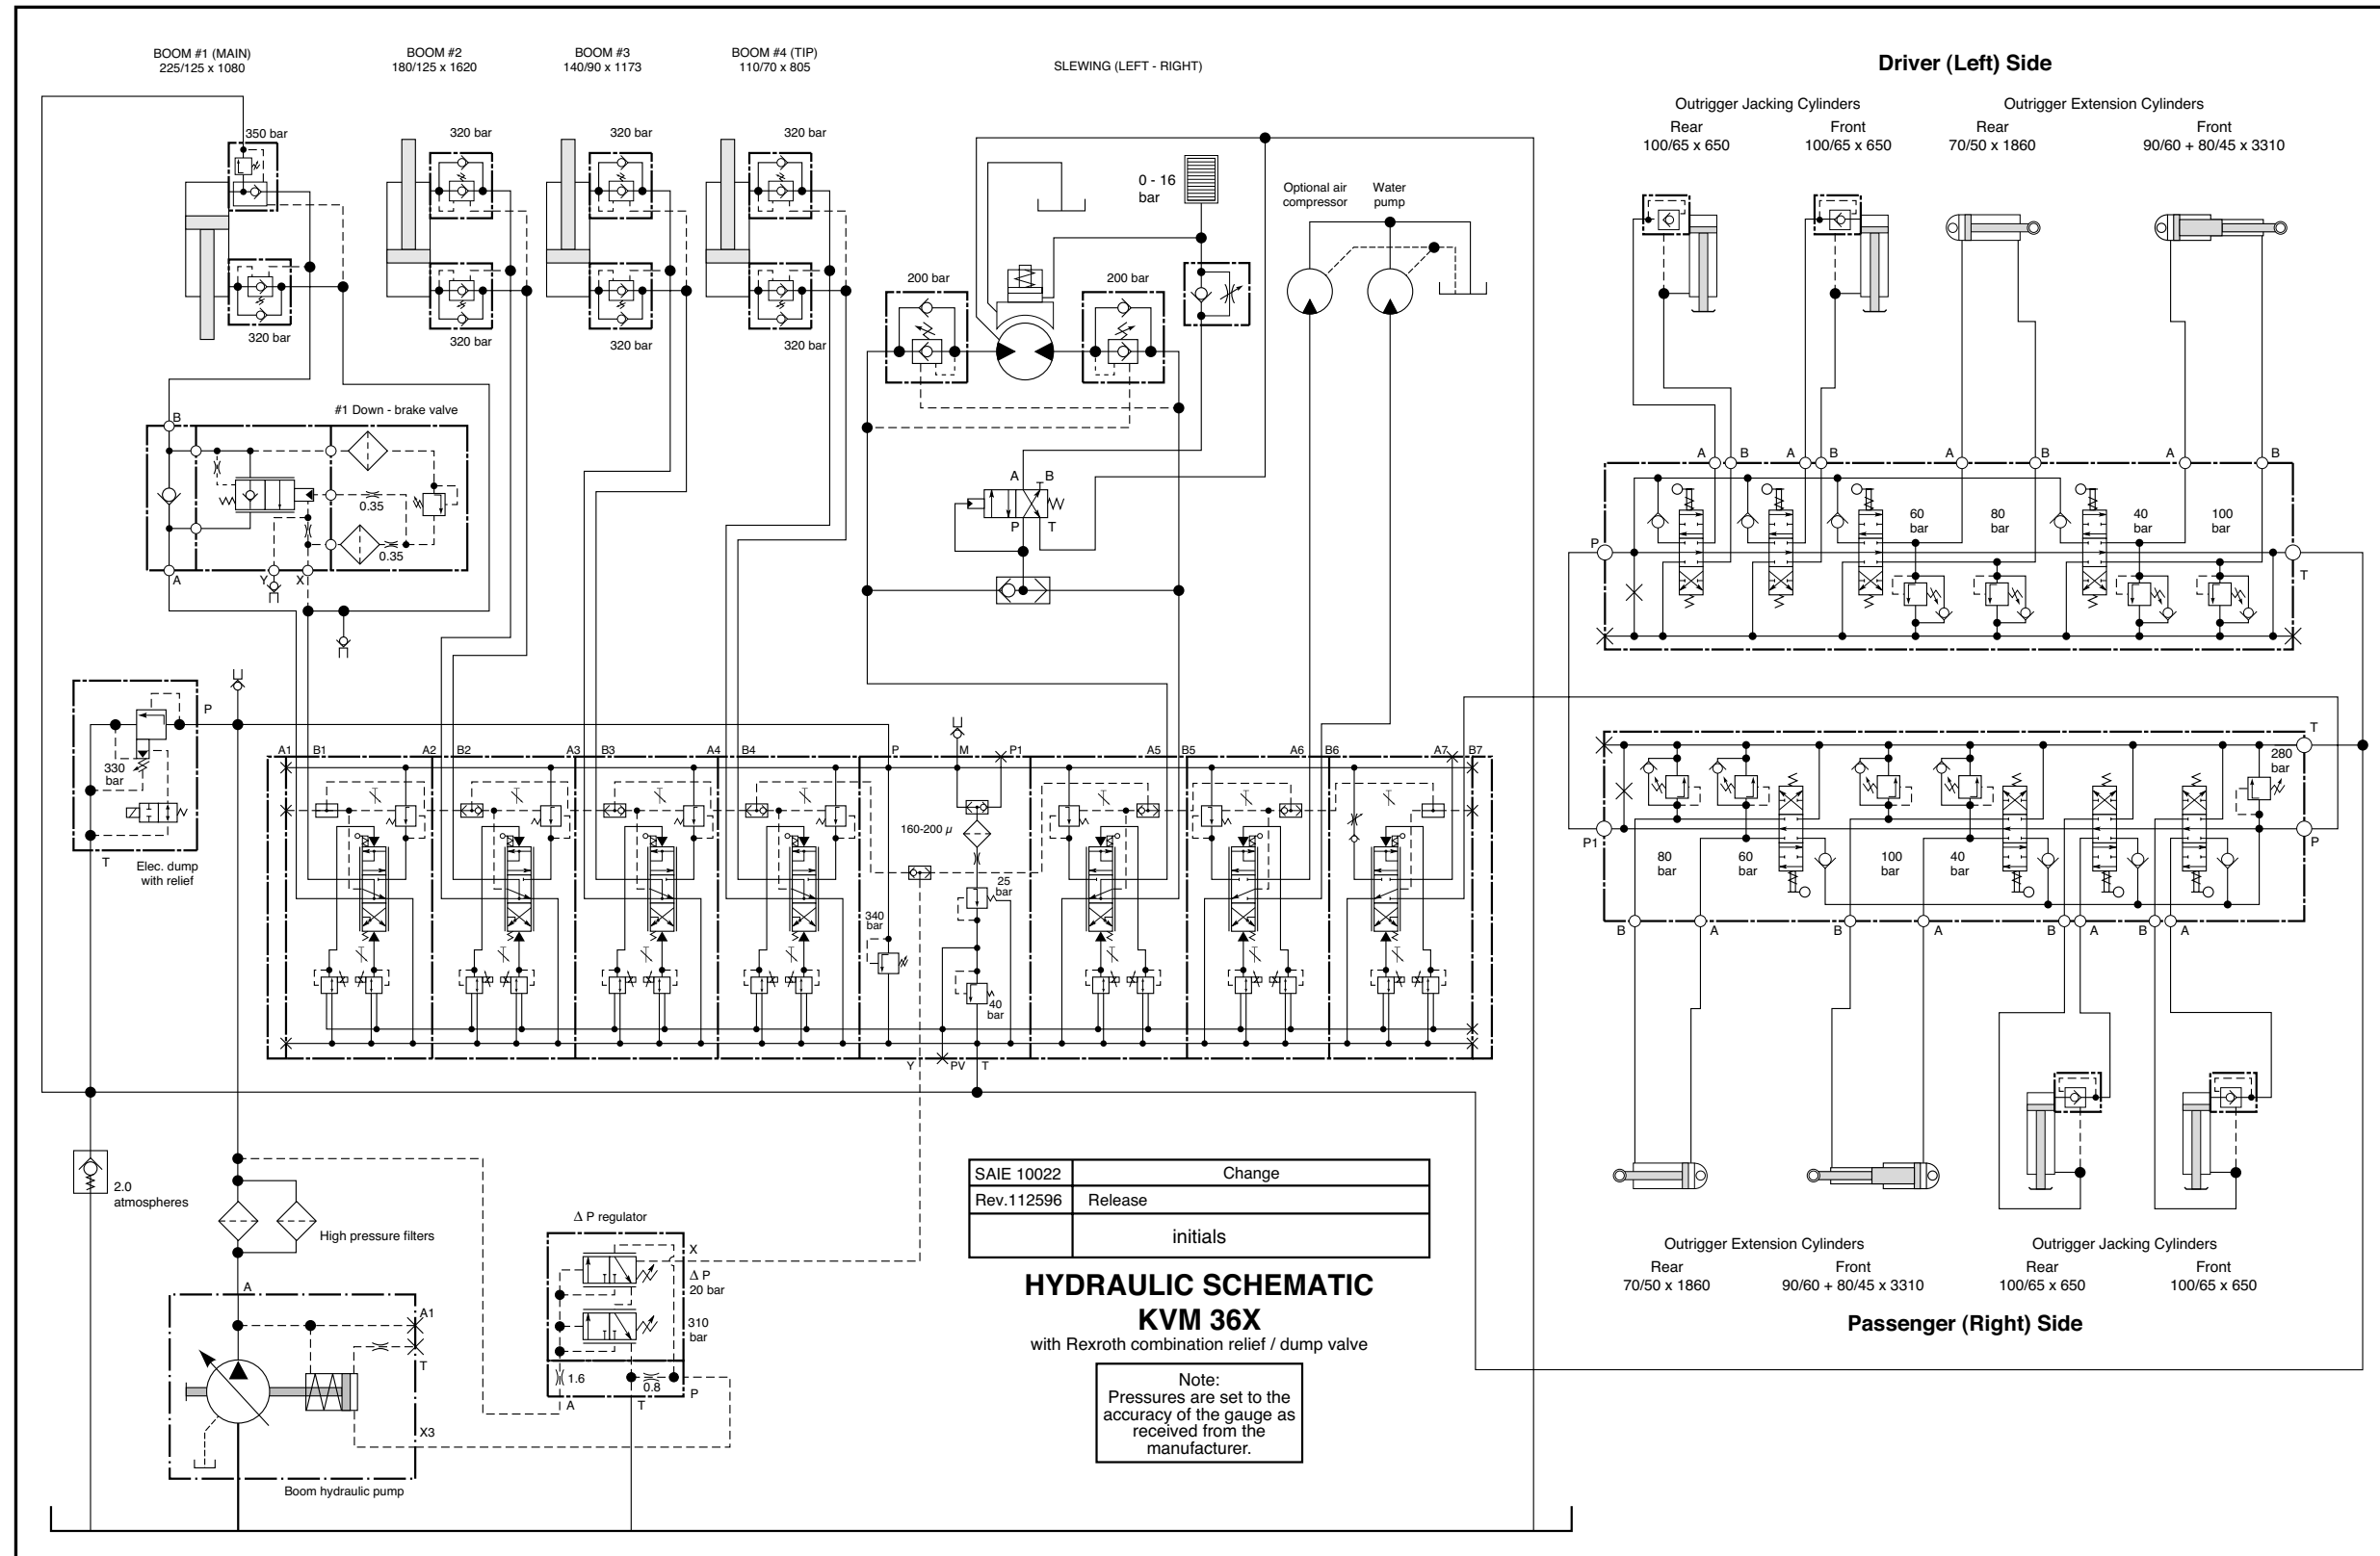 BOOM #1 (MAIN)
225/125 x 1080
BOOM #2
180/125 x 1620
BOOM #3
140/90 x 1173
BOOM #4 (TIP)
110/70 x 805
SLEWING (LEFT - RIGHT)
Driver (Left) Side
Outrigger Jacking Cylinders
Outrigger Extension Cylinders
Rear
100/65 x 650
Front
100/65 x 650
Rear
70/50 x 1860
Front
90/60 + 80/45 x 3310
350 bar
320 bar
320 bar
320 bar
320 bar
320 bar
320 bar
320 bar
0 - 16
bar
Optional air
compressor
Water
pump
200 bar
200 bar
#1 Down - brake valve
B
0.35
0.35
A
Y
X
A
B
P
T
A
B
A
B
A
B
A
B
60
bar
80
bar
40
bar
100
bar
P
T
P
330
bar
T
Elec. dump
with relief
A1
B1
A2
B2
A3
B3
A4
B4
P
M
P1
A5
B5
A6
B6
A7
B7
160-200 µ
25
bar
340
bar
40
bar
Y
PV
T
T
280
bar
P1
P
80
bar
60
bar
100
bar
40
bar
B
A
B
A
B
A
B
A
2.0
atmospheres
High pressure filters
A
A1
T
X3
Boom hydraulic pump
Δ P regulator
X
Δ P
20 bar
310
bar
1.6
0.8
P
A
T
SAIE 10022
Change
Rev.112596
Release
initials
HYDRAULIC SCHEMATIC
KVM 36X
with Rexroth combination relief / dump valve
Note:
Pressures are set to the
accuracy of the gauge as
received from the
manufacturer.
Outrigger Extension Cylinders
Outrigger Jacking Cylinders
Rear
70/50 x 1860
Front
90/60 + 80/45 x 3310
Rear
100/65 x 650
Front
100/65 x 650
Passenger (Right) Side